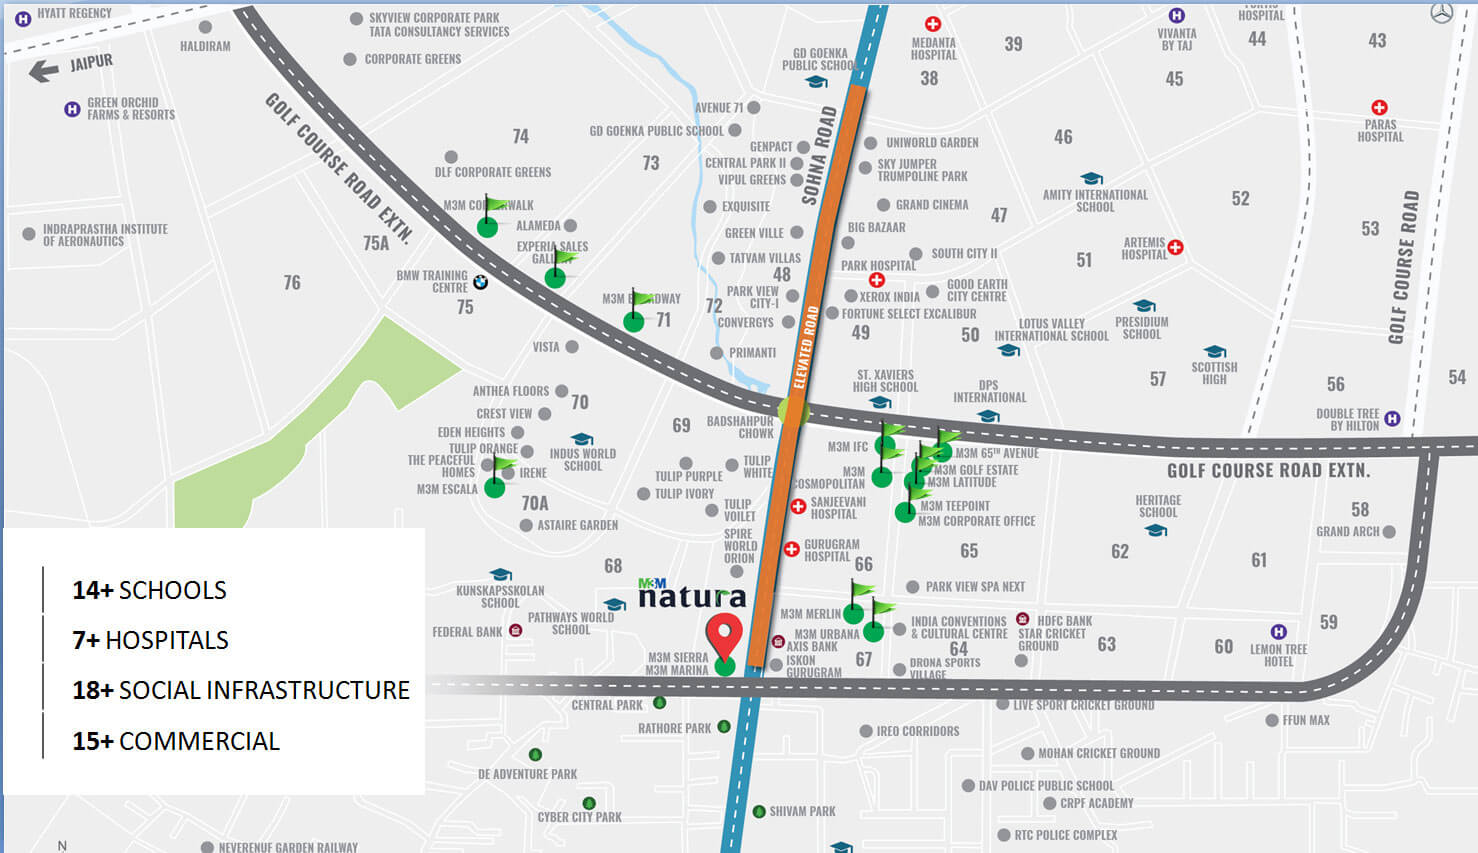 HYATT REGENCY
HALDIRAM
JAIPUR
GREEN ORCHID
FARMS & RESORTS
SKYVIEW CORPORATE PARK
TATA CONSULTANCY SERVICES
CORPORATE GREENS
GOLF COURSE ROAD EXTN.
74
DLF CORPORATE GREENS
73
AVENUE 71
GD GOENKA PUBLIC SCHOOL
GD GOENKA
PUBLIC SCHOOL
GENPACT
CENTRAL PARK II
VIPUL GREENS
SOHNA ROAD
EXQUISITE
GREEN VILLE
TATVAM VILLAS
48
PARK VIEW
CITY-I
72
CONVERGYS
PRIMANTI
ELEVATED ROAD
MEDANTA
HOSPITAL
38
39
VIVANTA
BY TAJ
HOSPITAL
44
43
45
46
PARAS
HOSPITAL
UNIWORLD GARDEN
SKY JUMPER
TRUMPOLINE PARK
GRAND CINEMA
47
AMITY INTERNATIONAL
SCHOOL
52
53
GOLF COURSE ROAD
BIG BAZAAR
SOUTH CITY II
PARK HOSPITAL
51
ARTEMIS
HOSPITAL
XEROX INDIA
GOOD EARTH
CITY CENTRE
FORTUNE SELECT EXCALIBUR
49
50
LOTUS VALLEY
INTERNATIONAL SCHOOL
PRESIDIUM
SCHOOL
SCOTTISH
HIGH
57
56
54
DOUBLE TREE
BY HILTON
ST. XAVIERS
HIGH SCHOOL
DPS
INTERNATIONAL
INDRAPRASTHA INSTITUTE
OF AERONAUTICS
75A
76
BMW TRAINING
CENTRE
75
ALAMEDA
EXPERIA SALES
71
VISTA
ANTHEA FLOORS
70
CREST VIEW
EDEN HEIGHTS
TULIP ORANGE
THE PEACEFUL
HOMES
IRENE
M3M ESCALA
INDUS WORLD
SCHOOL
70A
ASTAIRE GARDEN
69
BADSHAHPUR
CHOWK
TULIP PURPLE
TULIP
WHITE
TULIP IVORY
TULIP
VOILET
SPIRE
WORLD
ORION
68
M3M IFC
M3M
COSMOPOLITAN
M3M 65TH AVENUE
M3M GOLF ESTATE
M3M LATITUDE
M3M TEEPOINT
M3M CORPORATE OFFICE
GOLF COURSE ROAD EXTN.
SANJEEVANI
HOSPITAL
GURUGRAM
HOSPITAL
66
65
HERITAGE
SCHOOL
62
61
58
GRAND ARCH
59
PARK VIEW SPA NEXT
M3M MERLIN
M3M URBANA
AXIS BANK
ISKON
GURUGRAM
67
INDIA CONVENTIONS
& CULTURAL CENTRE
64
DRONA SPORTS
VILLAGE
HDFC BANK
STAR CRICKET
GROUND
63
60
LEMON TREE
HOTEL
KUNSKAPSSKOLAN
SCHOOL
PATHWAYS WORLD
SCHOOL
FEDERAL BANK
M3M
natura
M3M SIERRA
M3M MARINA
14+ SCHOOLS
7+ HOSPITALS
18+ SOCIAL INFRASTRUCTURE
15+ COMMERCIAL
CENTRAL PARK
RATHORE PARK
DE ADVENTURE PARK
CYBER CITY PARK
SHIVAM PARK
LIVE SPORT CRICKET GROUND
IREO CORRIDORS
FFUN MAX
MOHAN CRICKET GROUND
DAV POLICE PUBLIC SCHOOL
CRPF ACADEMY
RTC POLICE COMPLEX
N
NEVERENUF GARDEN RAILWAY